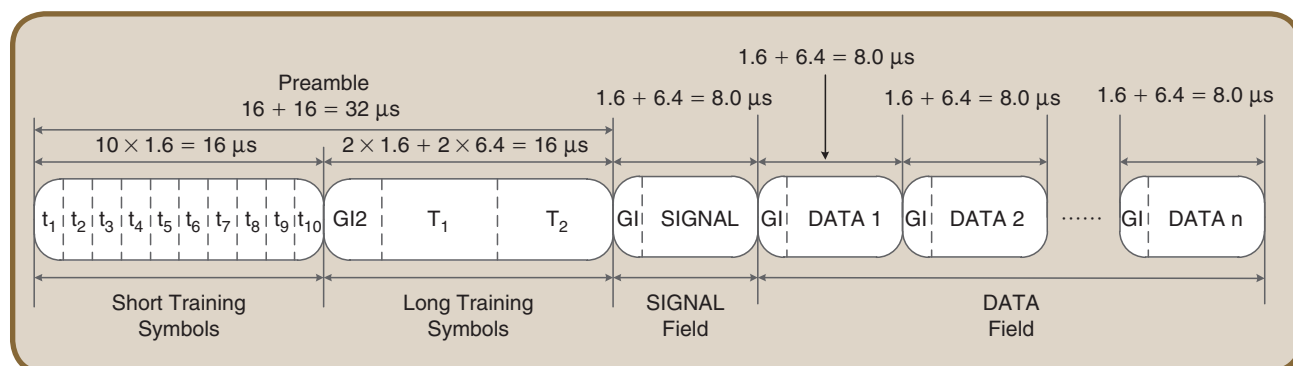 1.6 + 6.4 = 8.0 μs
Preamble
16 + 16 = 32 μs
1.6 + 6.4 = 8.0 μs
1.6 + 6.4 = 8.0 μs
1.6 + 6.4 = 8.0 μs
10 × 1.6 = 16 μs
2 × 1.6 + 2 × 6.4 = 16 μs
t1 t2 t3 t4 t5 t6 t7 t8 t9 t10 GI2 T1 T2 GI SIGNAL GI DATA 1 GI DATA 2 ...... GI DATA n
Short Training
Symbols
Long Training
Symbols
SIGNAL
Field
DATA
Field